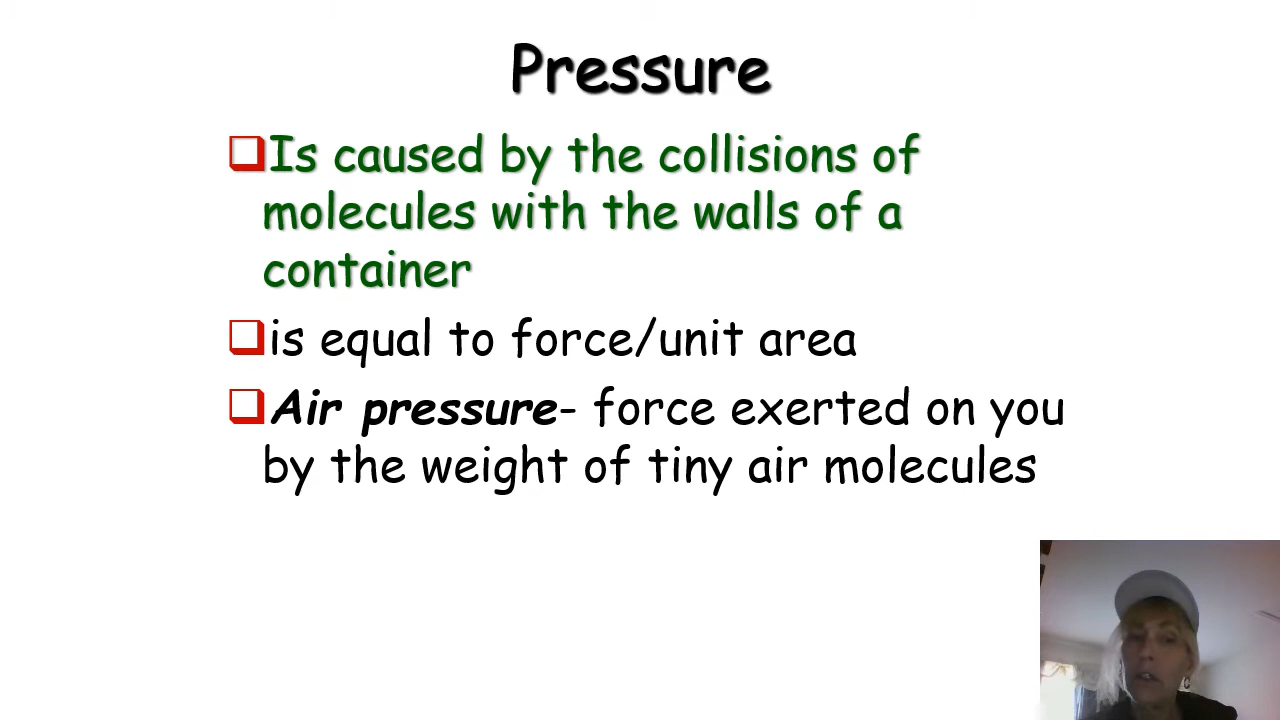 Pressure
Is caused by the collisions of
molecules with the walls of a
container
is equal to force/unit area
Air pressure- force exerted on you
by the weight of tiny air molecules